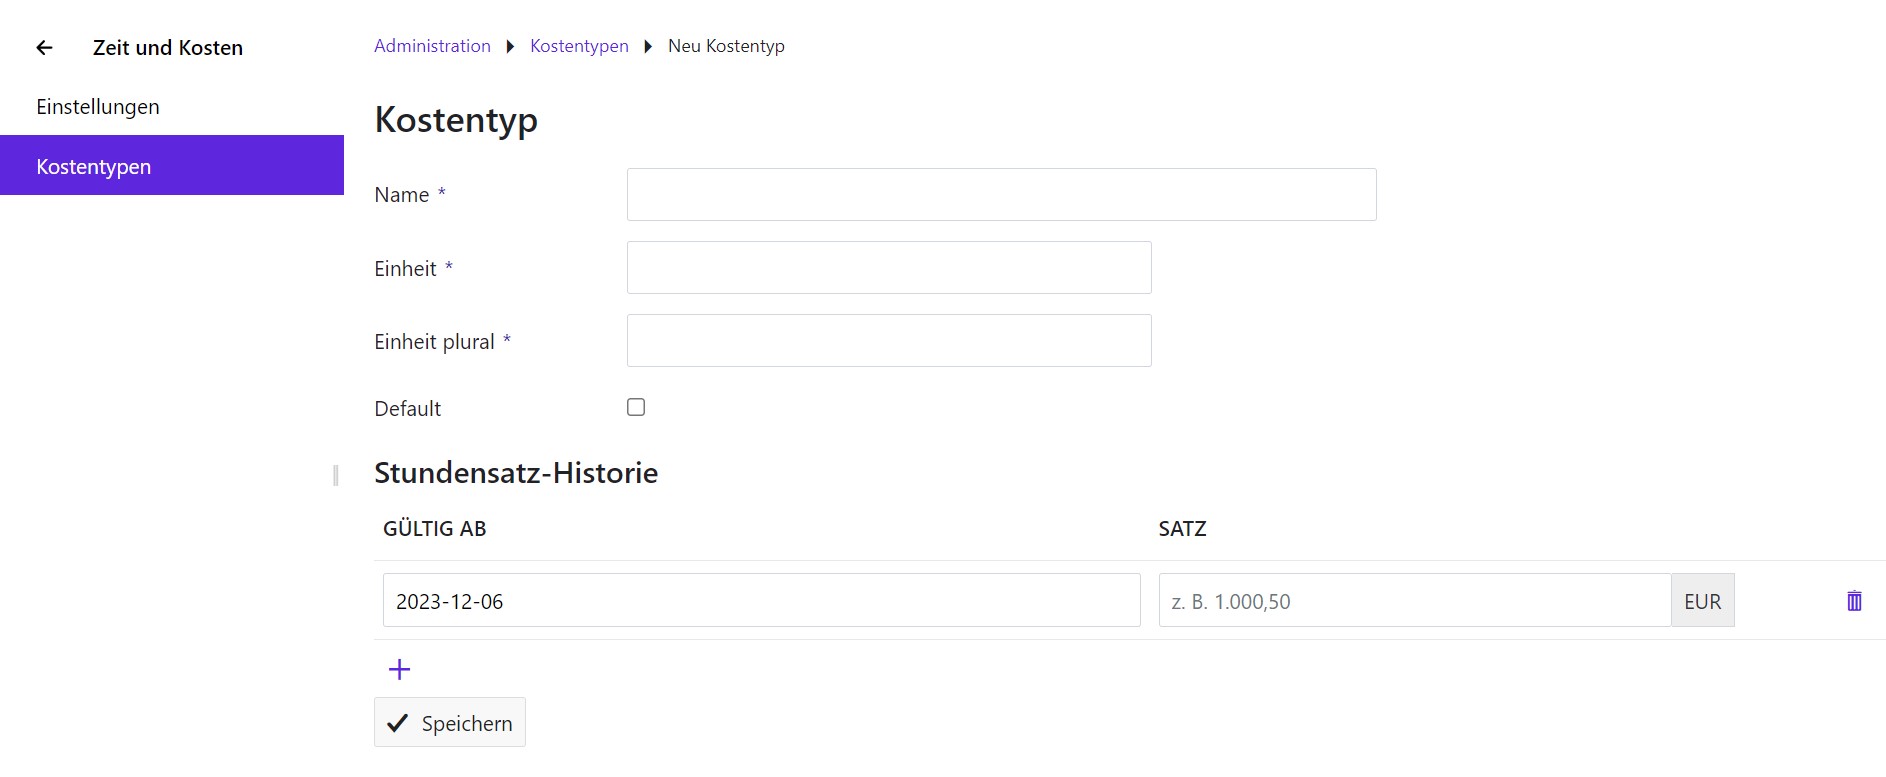 Zeit und Kosten
Einstellungen
Kostentypen
Administration Kostentypen Neu Kostentyp
Kostentyp
Name *
Einheit *
Einheit plural *
Default
Stundensatz-Historie
GÜLTIG AB SATZ
2023-12-06 z. B. 1.000,50 EUR
Speichern